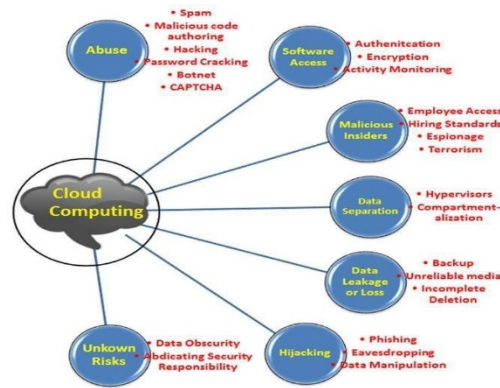 Abuse
• Spam
• Malicious code
authoring
• Hacking
• Password Cracking
• Botnet
• CAPTCHA
Software
Access
• Authenitcation
• Encryption
• Activity Monitoring
Malicious
Insiders
• Employee Access
• Hiring Standards
• Espionage
• Terrorism
Cloud
Computing
Data
Separation
• Hypervisors
• Compartment-
alization
Data
Leakage
or Loss
• Backup
• Unreliable media
• Incomplete
Deletion
Unkown
Risks
• Data Obscurity
• Abdicating Security
Responsibility
Hijacking
• Phishing
• Eavesdropping
• Data Manipulation